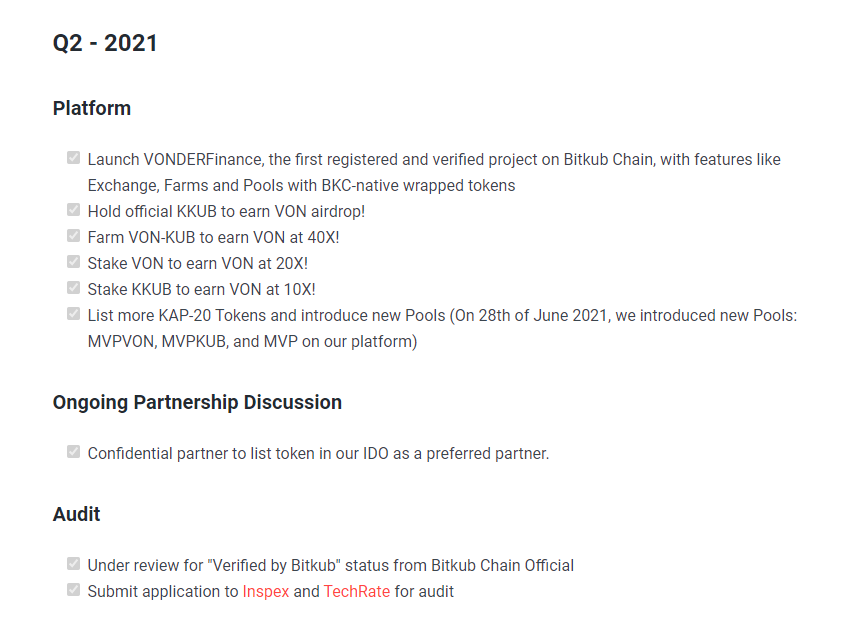 Q2 - 2021
Platform
Launch VONDERFinance, the first registered and verified project on Bitkub Chain, with features like
Exchange, Farms and Pools with BKC-native wrapped tokens
Hold official KKUB to earn VON airdrop!
Farm VON-KUB to earn VON at 40X!
Stake VON to earn VON at 20X!
Stake KKUB to earn VON at 10X!
List more KAP-20 Tokens and introduce new Pools (On 28th of June 2021, we introduced new Pools:
MVPVON, MVPKUB, and MVP on our platform)
Ongoing Partnership Discussion
Confidential partner to list token in our IDO as a preferred partner.
Audit
Under review for "Verified by Bitkub" status from Bitkub Chain Official
Submit application to Inspex and TechRate for audit